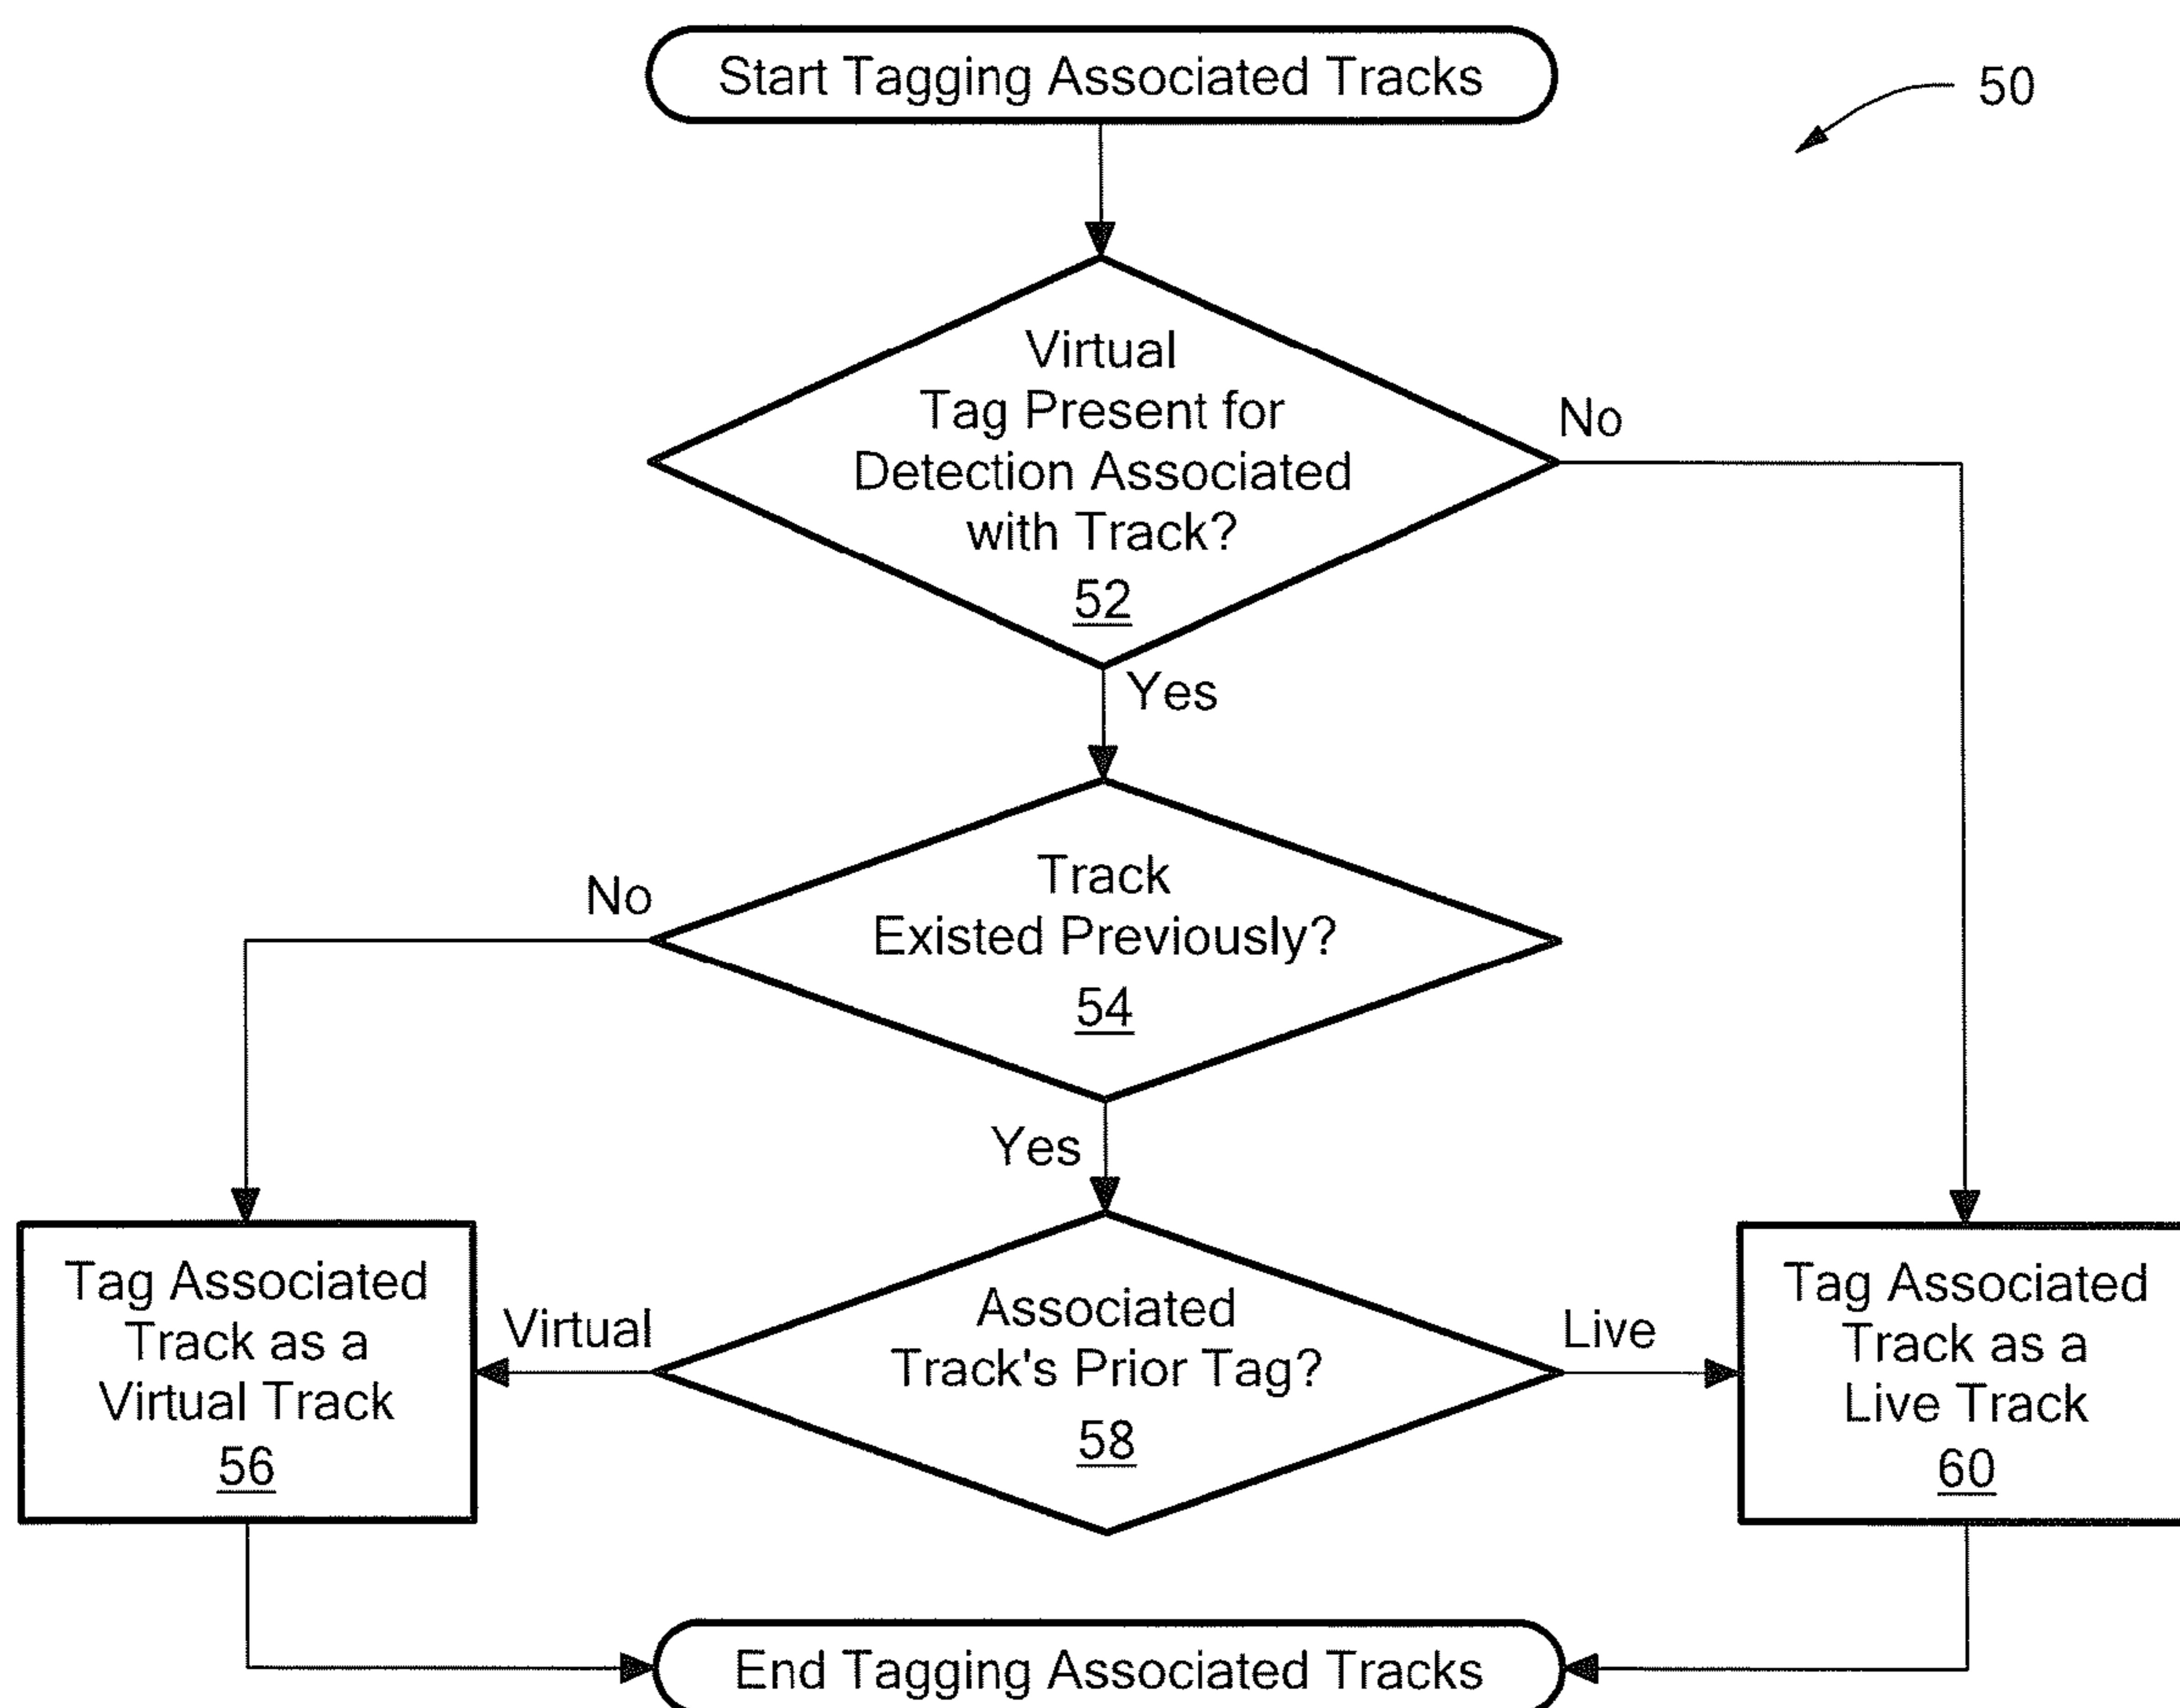 Start Tagging Associated Tracks
50
Virtual
Tag Present for
Detection Associated
with Track?
52
No
Yes
Track
Existed Previously?
54
No
Yes
Tag Associated
Track as a
Virtual Track
56
Virtual
Associated
Track's Prior Tag?
58
Live
Tag Associated
Track as a
Live Track
60
End Tagging Associated Tracks